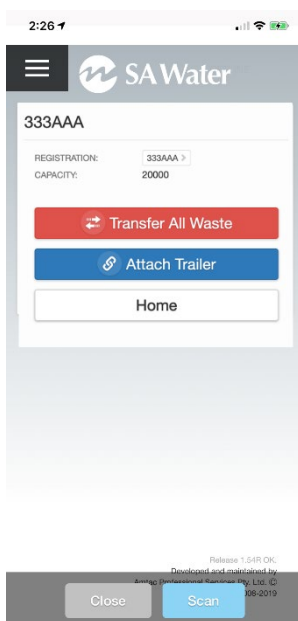 2:26
SA Water
333AAA
REGISTRATION: 333AAA >
CAPACITY: 20000
Transfer All Waste
Attach Trailer
Home
Release 1.54R OK.
Developed and maintained by
Amtac Professional Services Pty. Ltd. ©
008-2019
Close Scan